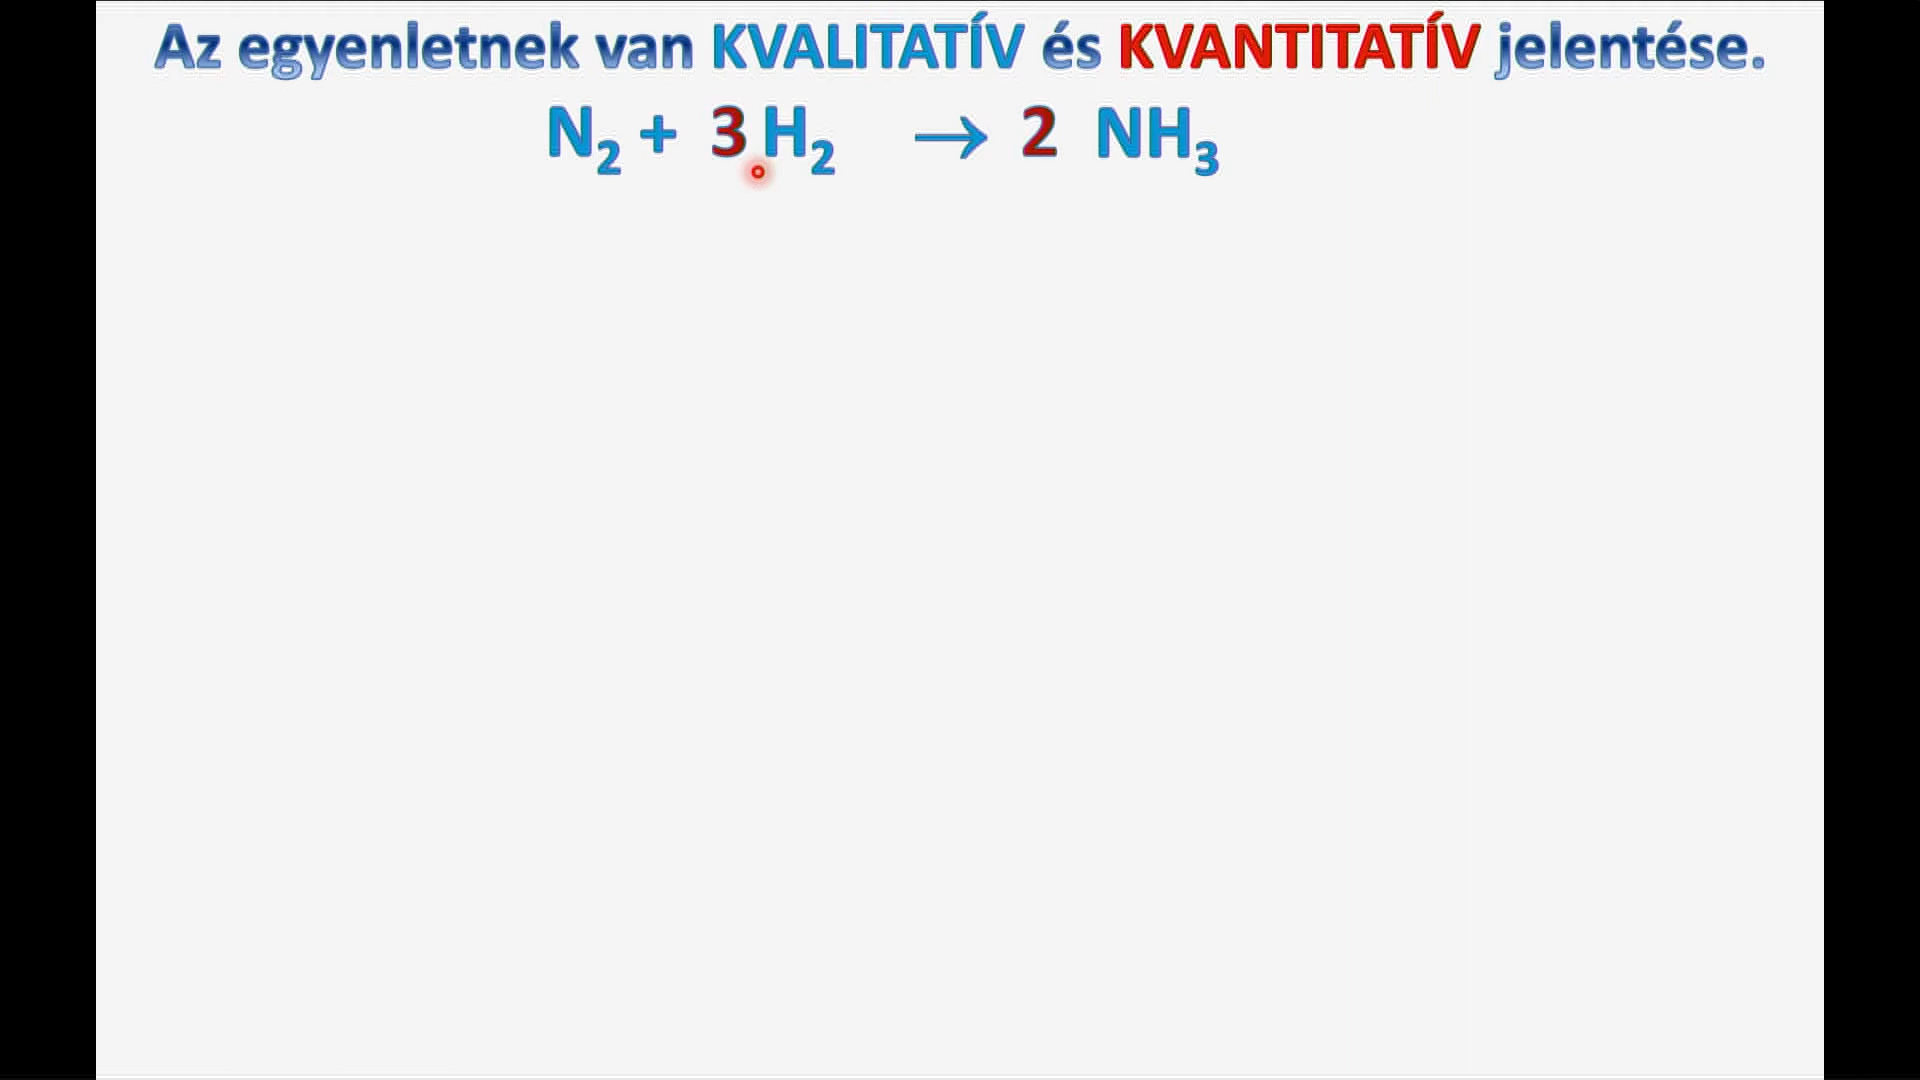 Az egyenletnek van KVALITATÍV és KVANTITATÍV jelentése.
N₂ + 3 H₂ → 2 NH₃